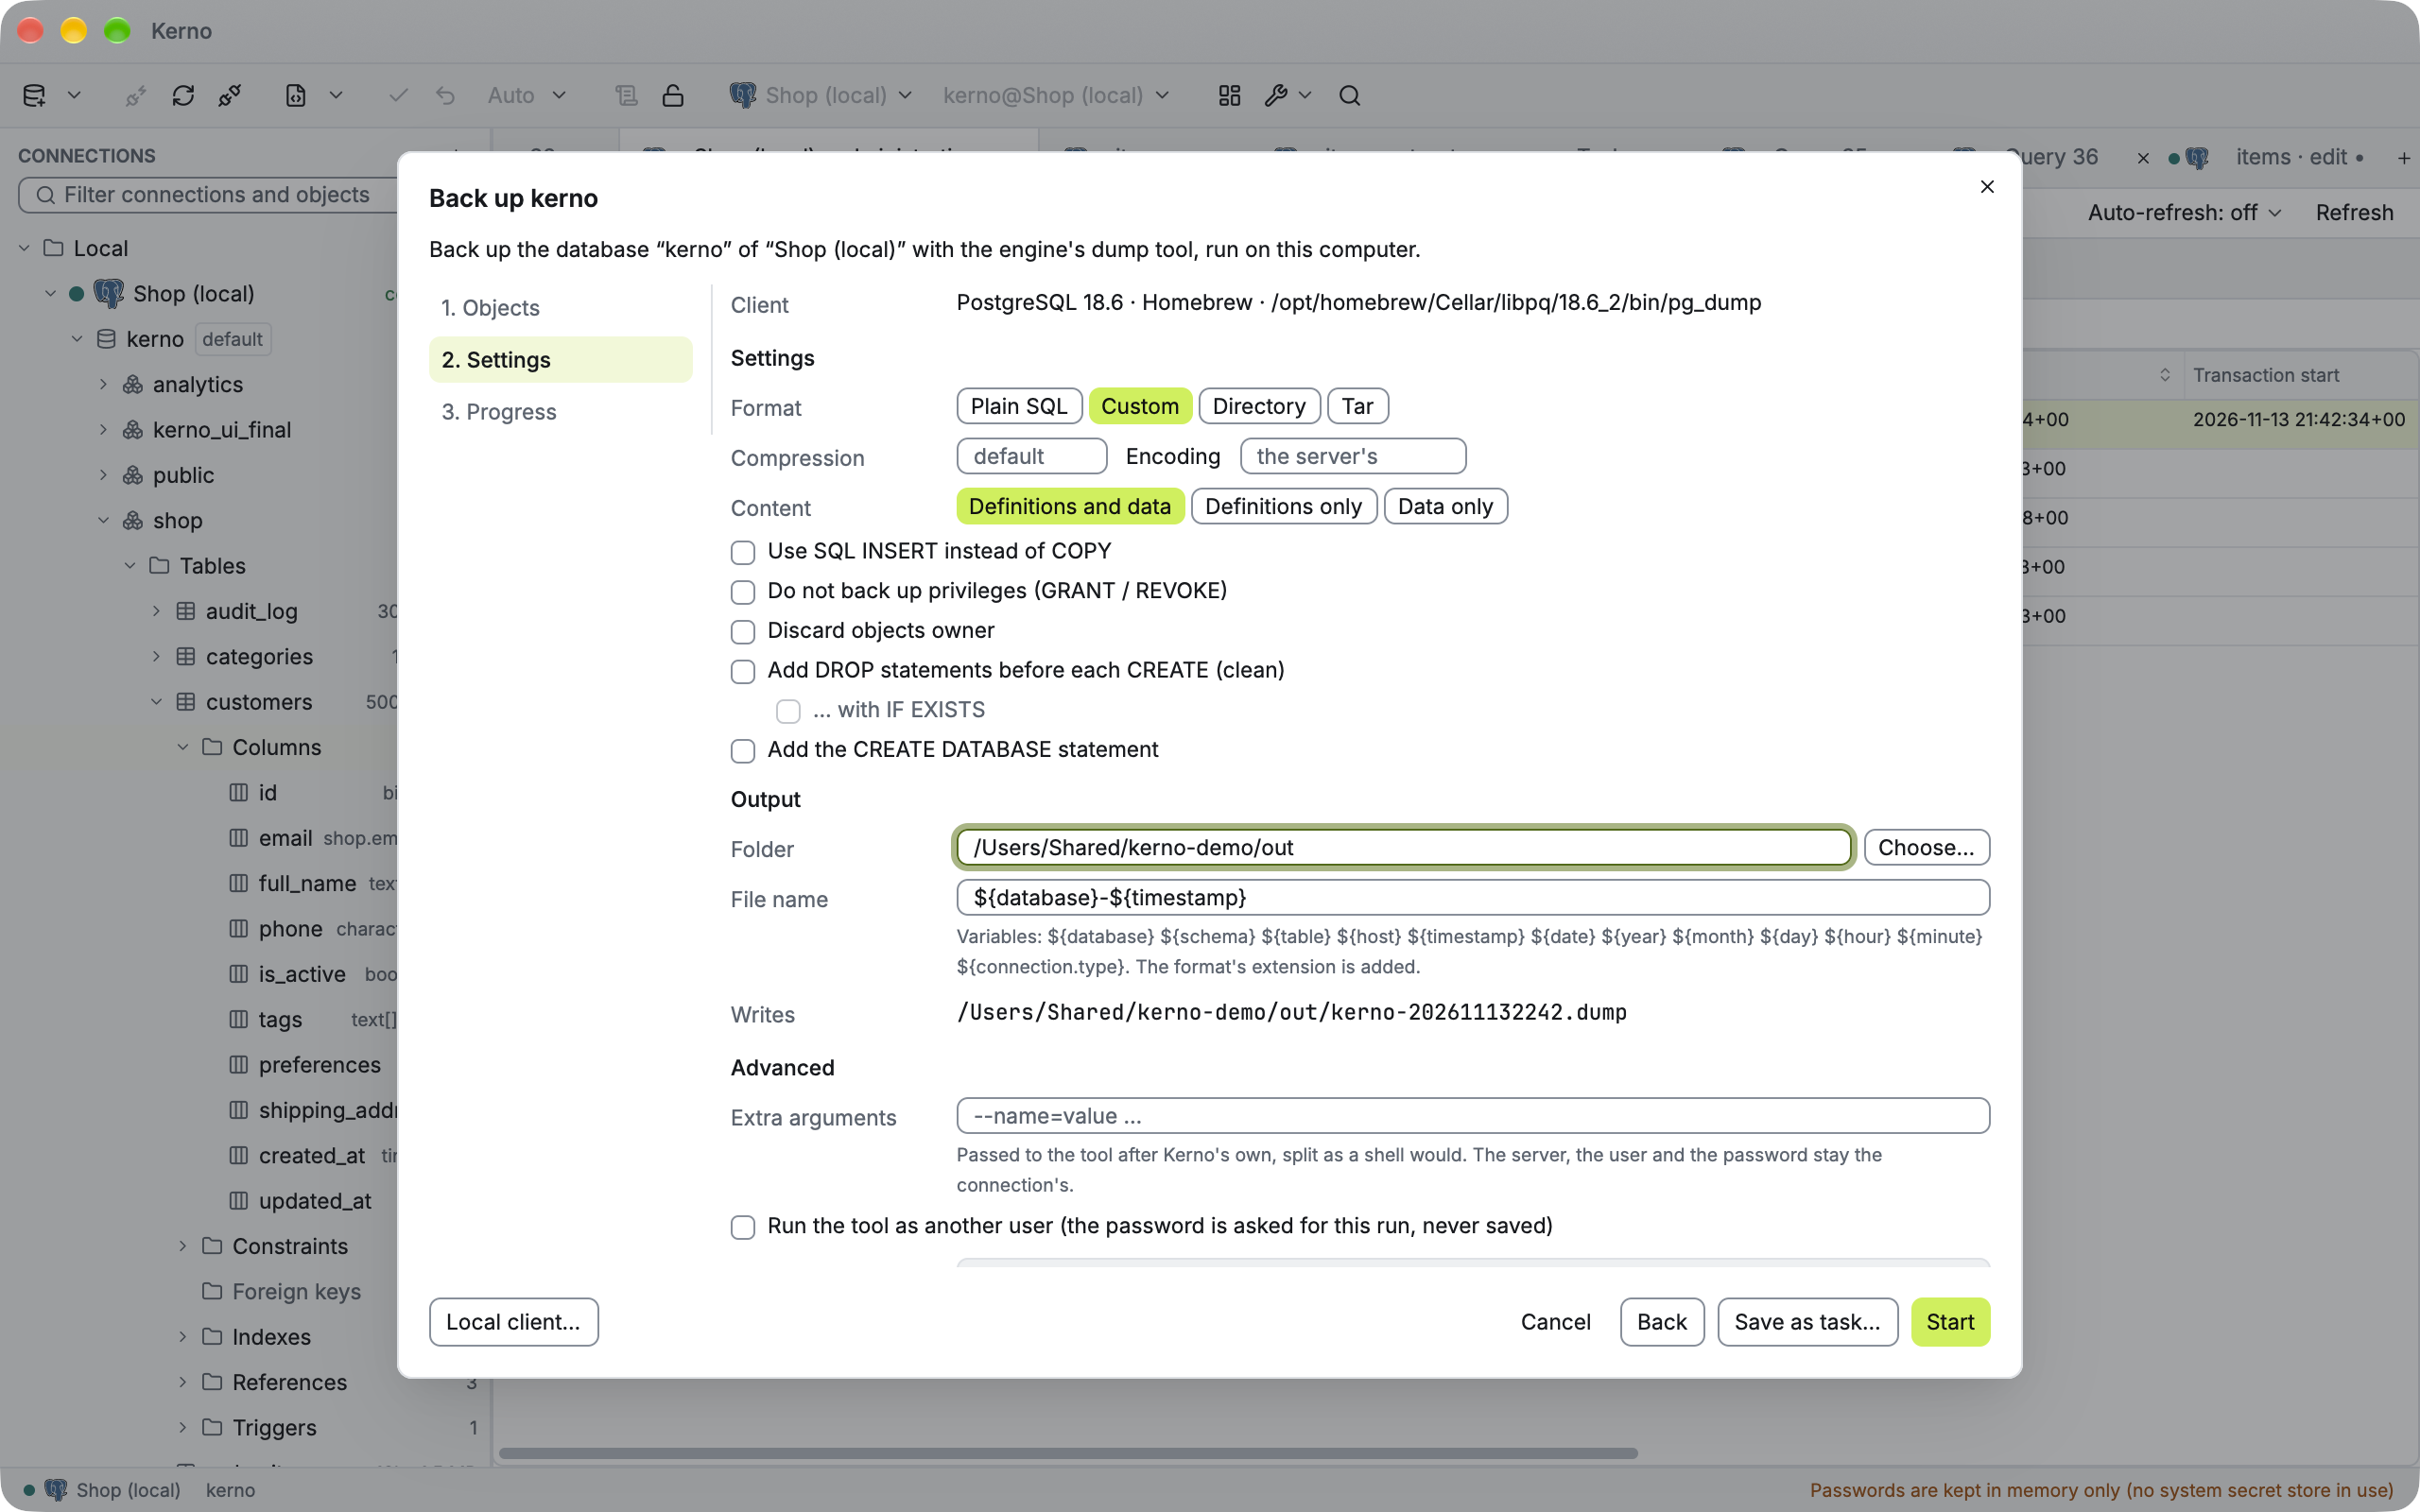 Kerno
Auto
Shop (local)
kerno@Shop (local)
CONNECTIONS
Query 36
items · edit •
Filter connections and objects
Auto-refresh: off
Refresh
Local
Shop (local)
kerno default
analytics
kerno_ui_final
public
shop
Tables
audit_log
categories
customers
Columns
id
email
full_name
phone
is_active
tags text[]
preferences
created_at
updated_at
Constraints
Foreign keys
Indexes
References 3
Triggers 1
Back up kerno
Back up the database “kerno” of “Shop (local)” with the engine's dump tool, run on this computer.
1. Objects
2. Settings
3. Progress
Client PostgreSQL 18.6 · Homebrew · /opt/homebrew/Cellar/libpq/18.6_2/bin/pg_dump
Settings
Format Plain SQL Custom Directory Tar
Compression default Encoding the server's
Content Definitions and data Definitions only Data only
Use SQL INSERT instead of COPY
Do not back up privileges (GRANT / REVOKE)
Discard objects owner
Add DROP statements before each CREATE (clean)
... with IF EXISTS
Add the CREATE DATABASE statement
Output
Folder /Users/Shared/kerno-demo/out Choose...
File name ${database}-${timestamp}
Variables: ${database} ${schema} ${table} ${host} ${timestamp} ${date} ${year} ${month} ${day} ${hour} ${minute}
${connection.type}. The format's extension is added.
Writes /Users/Shared/kerno-demo/out/kerno-202611132242.dump
Advanced
Extra arguments --name=value ...
Passed to the tool after Kerno's own, split as a shell would. The server, the user and the password stay the
connection's.
Run the tool as another user (the password is asked for this run, never saved)
Local client...
Cancel
Back
Save as task...
Start
Transaction start
4+00 2026-11-13 21:42:34+00
3+00
8+00
3+00
3+00
Shop (local) kerno
Passwords are kept in memory only (no system secret store in use)